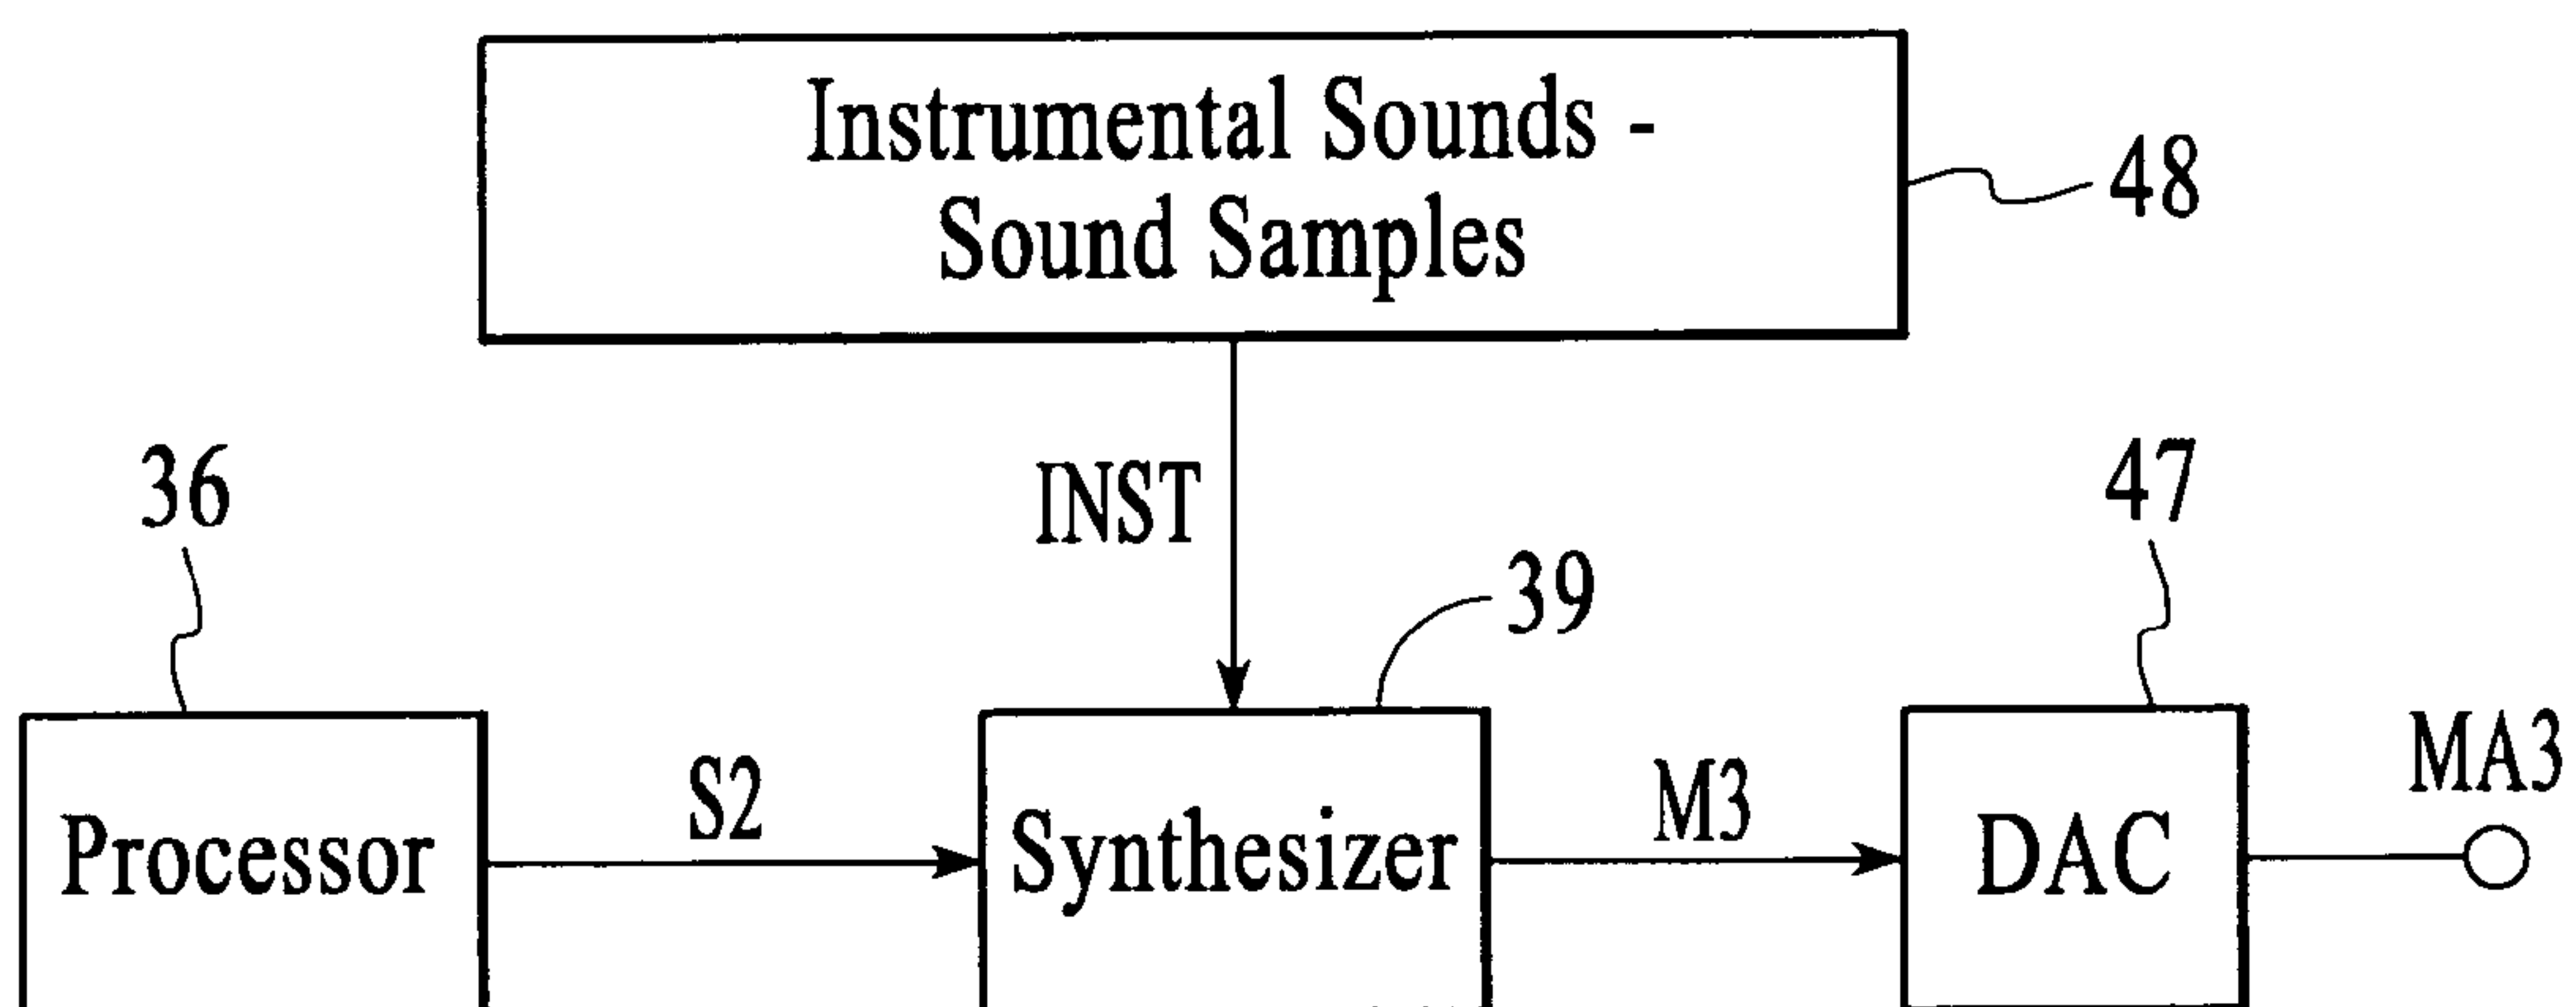 Instrumental Sounds -
Sound Samples
48
36
INST
47
39
MA3
S2
M3
Processor
Synthesizer
DAC